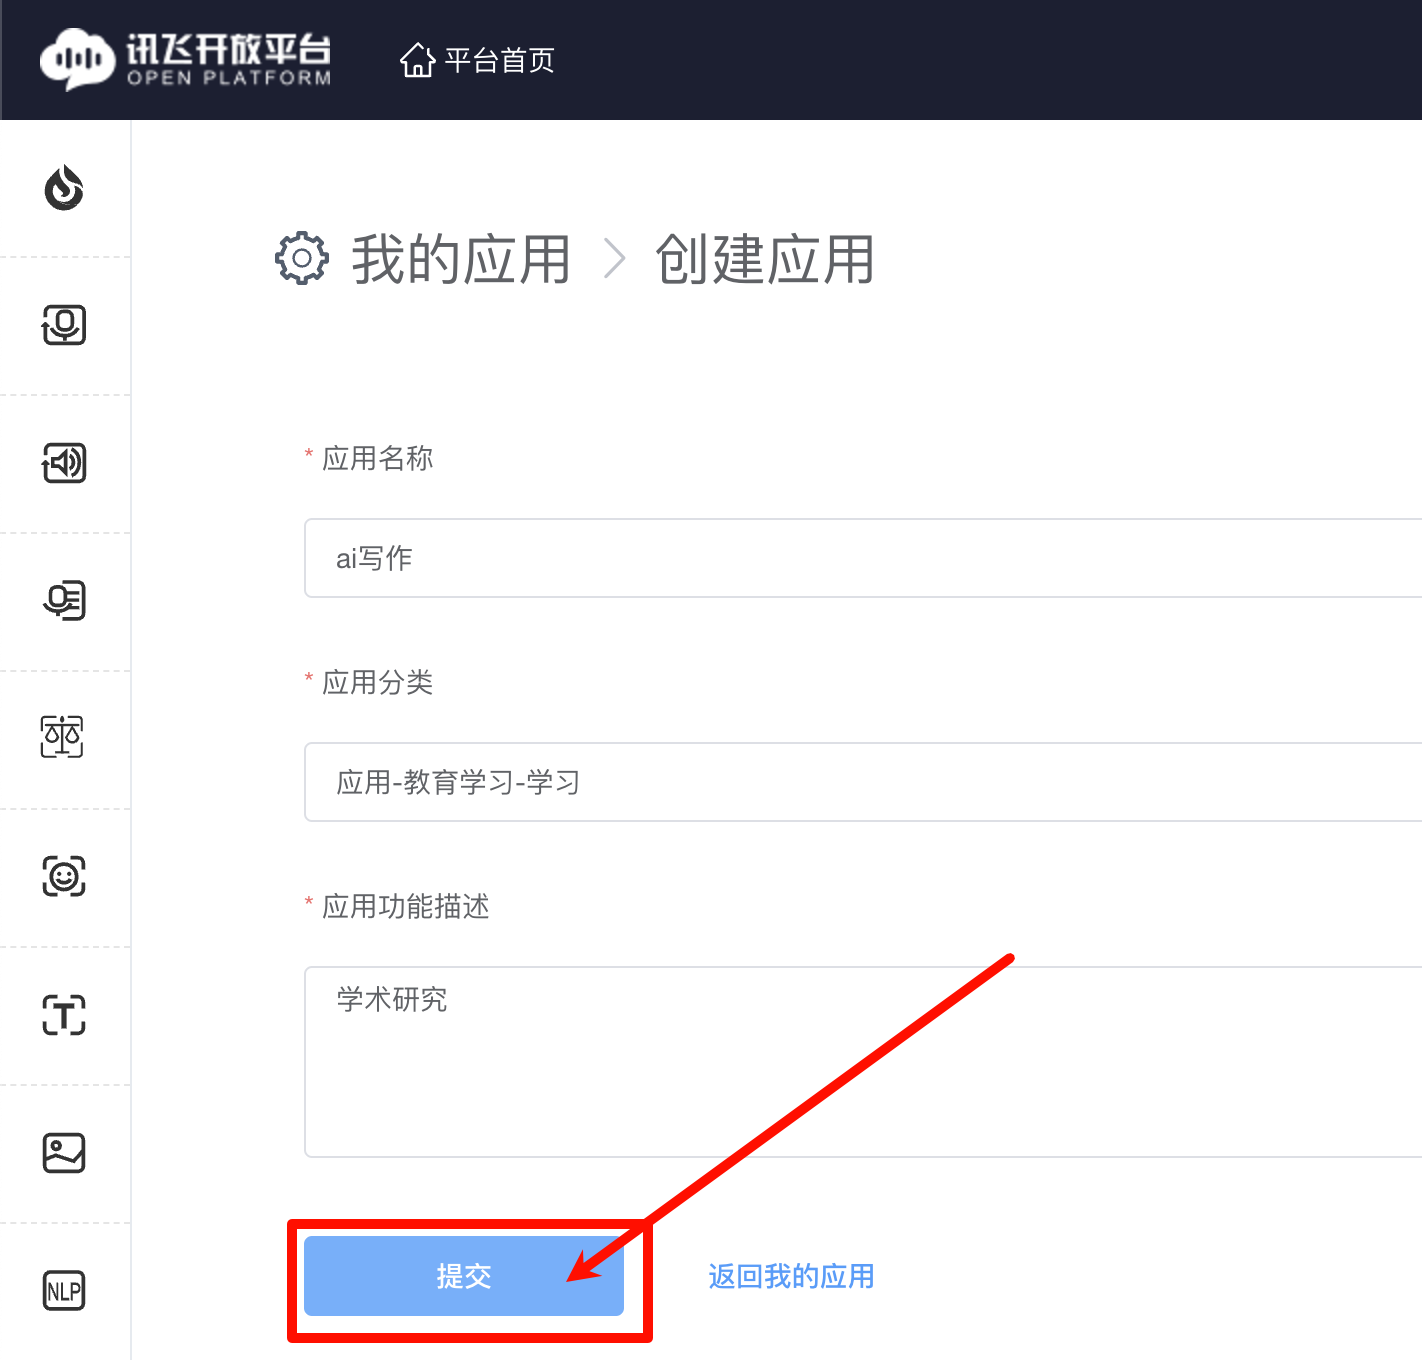 讯飞开放平台
OPEN PLATFORM
平台首页
我的应用 > 创建应用
* 应用名称
ai写作
* 应用分类
应用-教育学习-学习
* 应用功能描述
学术研究
T
NLP
提交
返回我的应用